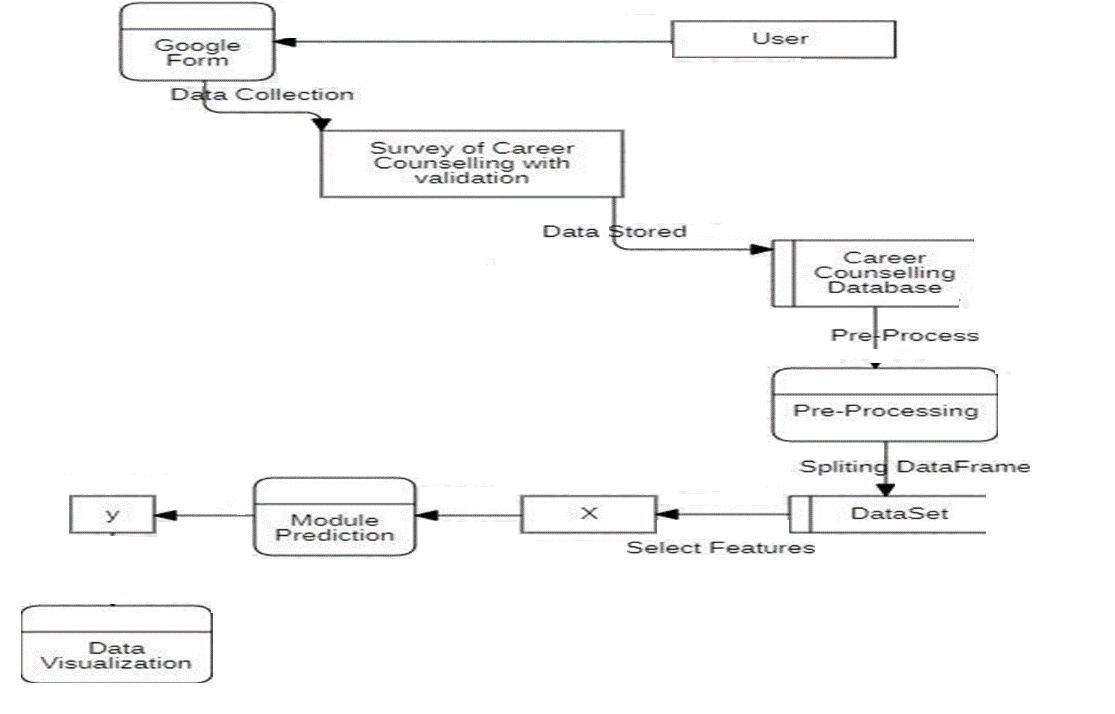 User
Google
Form
Data Collection
Survey of Career
Counselling with
validation
Data Stored
Career
Counselling
Database
Pre-Process
Pre-Processing
Spliting DataFrame
DataSet
Select Features
X
Module
Prediction
y
Data
Visualization